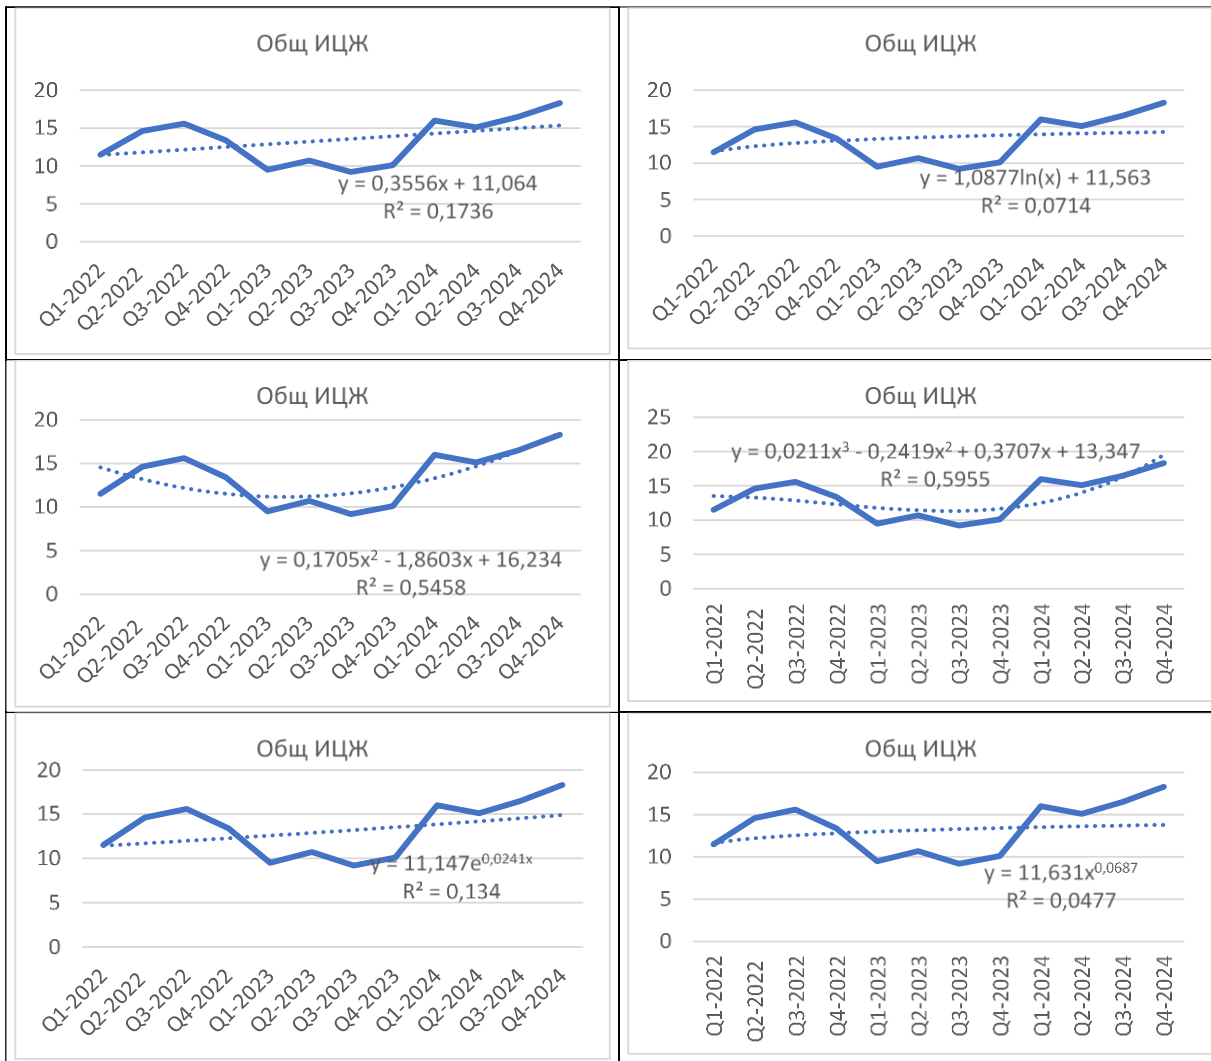 Общ ИЦЖ
20
15
10
5
0
y = 0,3556x + 11,064
R² = 0,1736
Q1-2022
Q2-2022
Q3-2022
Q4-2022
Q1-2023
Q2-2023
Q3-2023
Q4-2023
Q1-2024
Q2-2024
Q3-2024
Q4-2024
Общ ИЦЖ
20
15
10
5
0
y = 1,0877ln(x) + 11,563
R² = 0,0714
Q1-2022
Q2-2022
Q3-2022
Q4-2022
Q1-2023
Q2-2023
Q3-2023
Q4-2023
Q1-2024
Q2-2024
Q3-2024
Q4-2024
Общ ИЦЖ
20
15
10
5
0
y = 0,1705x² - 1,8603x + 16,234
R² = 0,5458
Q1-2022
Q2-2022
Q3-2022
Q4-2022
Q1-2023
Q2-2023
Q3-2023
Q4-2023
Q1-2024
Q2-2024
Q3-2024
Q4-2024
Общ ИЦЖ
25
20
15
10
5
0
y = 0,0211x³ - 0,2419x² + 0,3707x + 13,347
R² = 0,5955
Q1-2022
Q2-2022
Q3-2022
Q4-2022
Q1-2023
Q2-2023
Q3-2023
Q4-2023
Q1-2024
Q2-2024
Q3-2024
Q4-2024
Общ ИЦЖ
20
15
10
5
0
y = 11,147e^0,0241x
R² = 0,134
Q1-2022
Q2-2022
Q3-2022
Q4-2022
Q1-2023
Q2-2023
Q3-2023
Q4-2023
Q1-2024
Q2-2024
Q3-2024
Q4-2024
Общ ИЦЖ
20
15
10
5
0
y = 11,631x^0,0687
R² = 0,0477
Q1-2022
Q2-2022
Q3-2022
Q4-2022
Q1-2023
Q2-2023
Q3-2023
Q4-2023
Q1-2024
Q2-2024
Q3-2024
Q4-2024